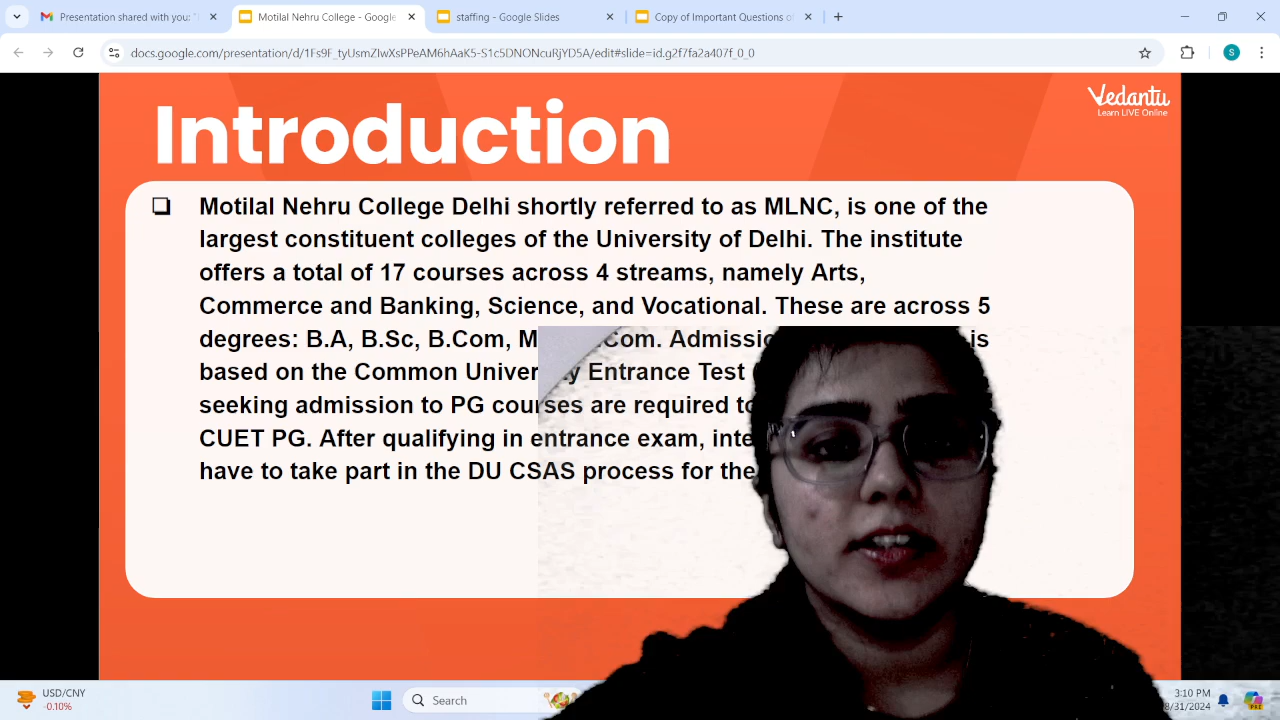 Presentation shared with you: "
Motilal Nehru College - Google
staffing - Google Slides
Copy of Important Questions o
docs.google.com/presentation/d/1Fs9F_tyUsmZlwXsPPeAM6hAaK5-S1c5DNONcuRjYD5A/edit#slide=id.g2f7fa2a407f_0_0
S
Vedantu
Learn LIVE Online
Introduction
Motilal Nehru College Delhi shortly referred to as MLNC, is one of the
largest constituent colleges of the University of Delhi. The institute
offers a total of 17 courses across 4 streams, namely Arts,
Commerce and Banking, Science, and Vocational. These are across 5
degrees: B.A, B.Sc, B.Com, M Com. Admissio is
based on the Common University Entrance Test
seeking admission to PG courses are required to
CUET PG. After qualifying in entrance exam, inte
have to take part in the DU CSAS process for the
USD/CNY
-0.10%
Search
3:10 PM
8/31/2024